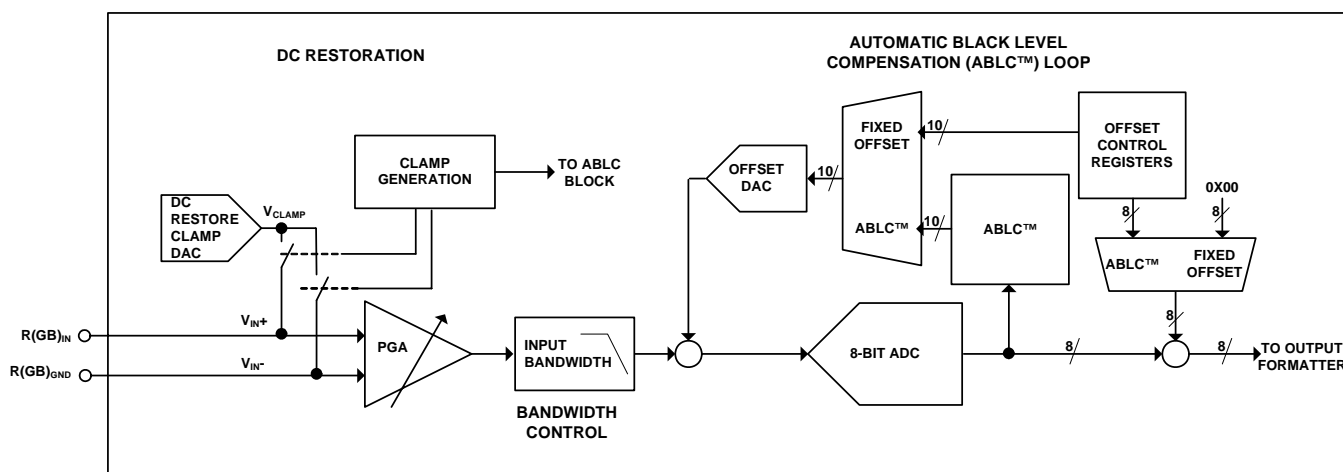 DC RESTORATION
AUTOMATIC BLACK LEVEL
COMPENSATION (ABLC™) LOOP
CLAMP
GENERATION
TO ABLC
BLOCK
DC
RESTORE
CLAMP
DAC
VCLAMP
OFFSET
DAC
10
FIXED
OFFSET
ABLC™
10
10
ABLC™
OFFSET
CONTROL
REGISTERS
0X00
8
8
ABLC™
FIXED
OFFSET
8
R(GB)IN
VIN+
R(GB)GND
VIN-
PGA
INPUT
BANDWIDTH
BANDWIDTH
CONTROL
8-BIT ADC
8
8
TO OUTPUT
FORMATTER